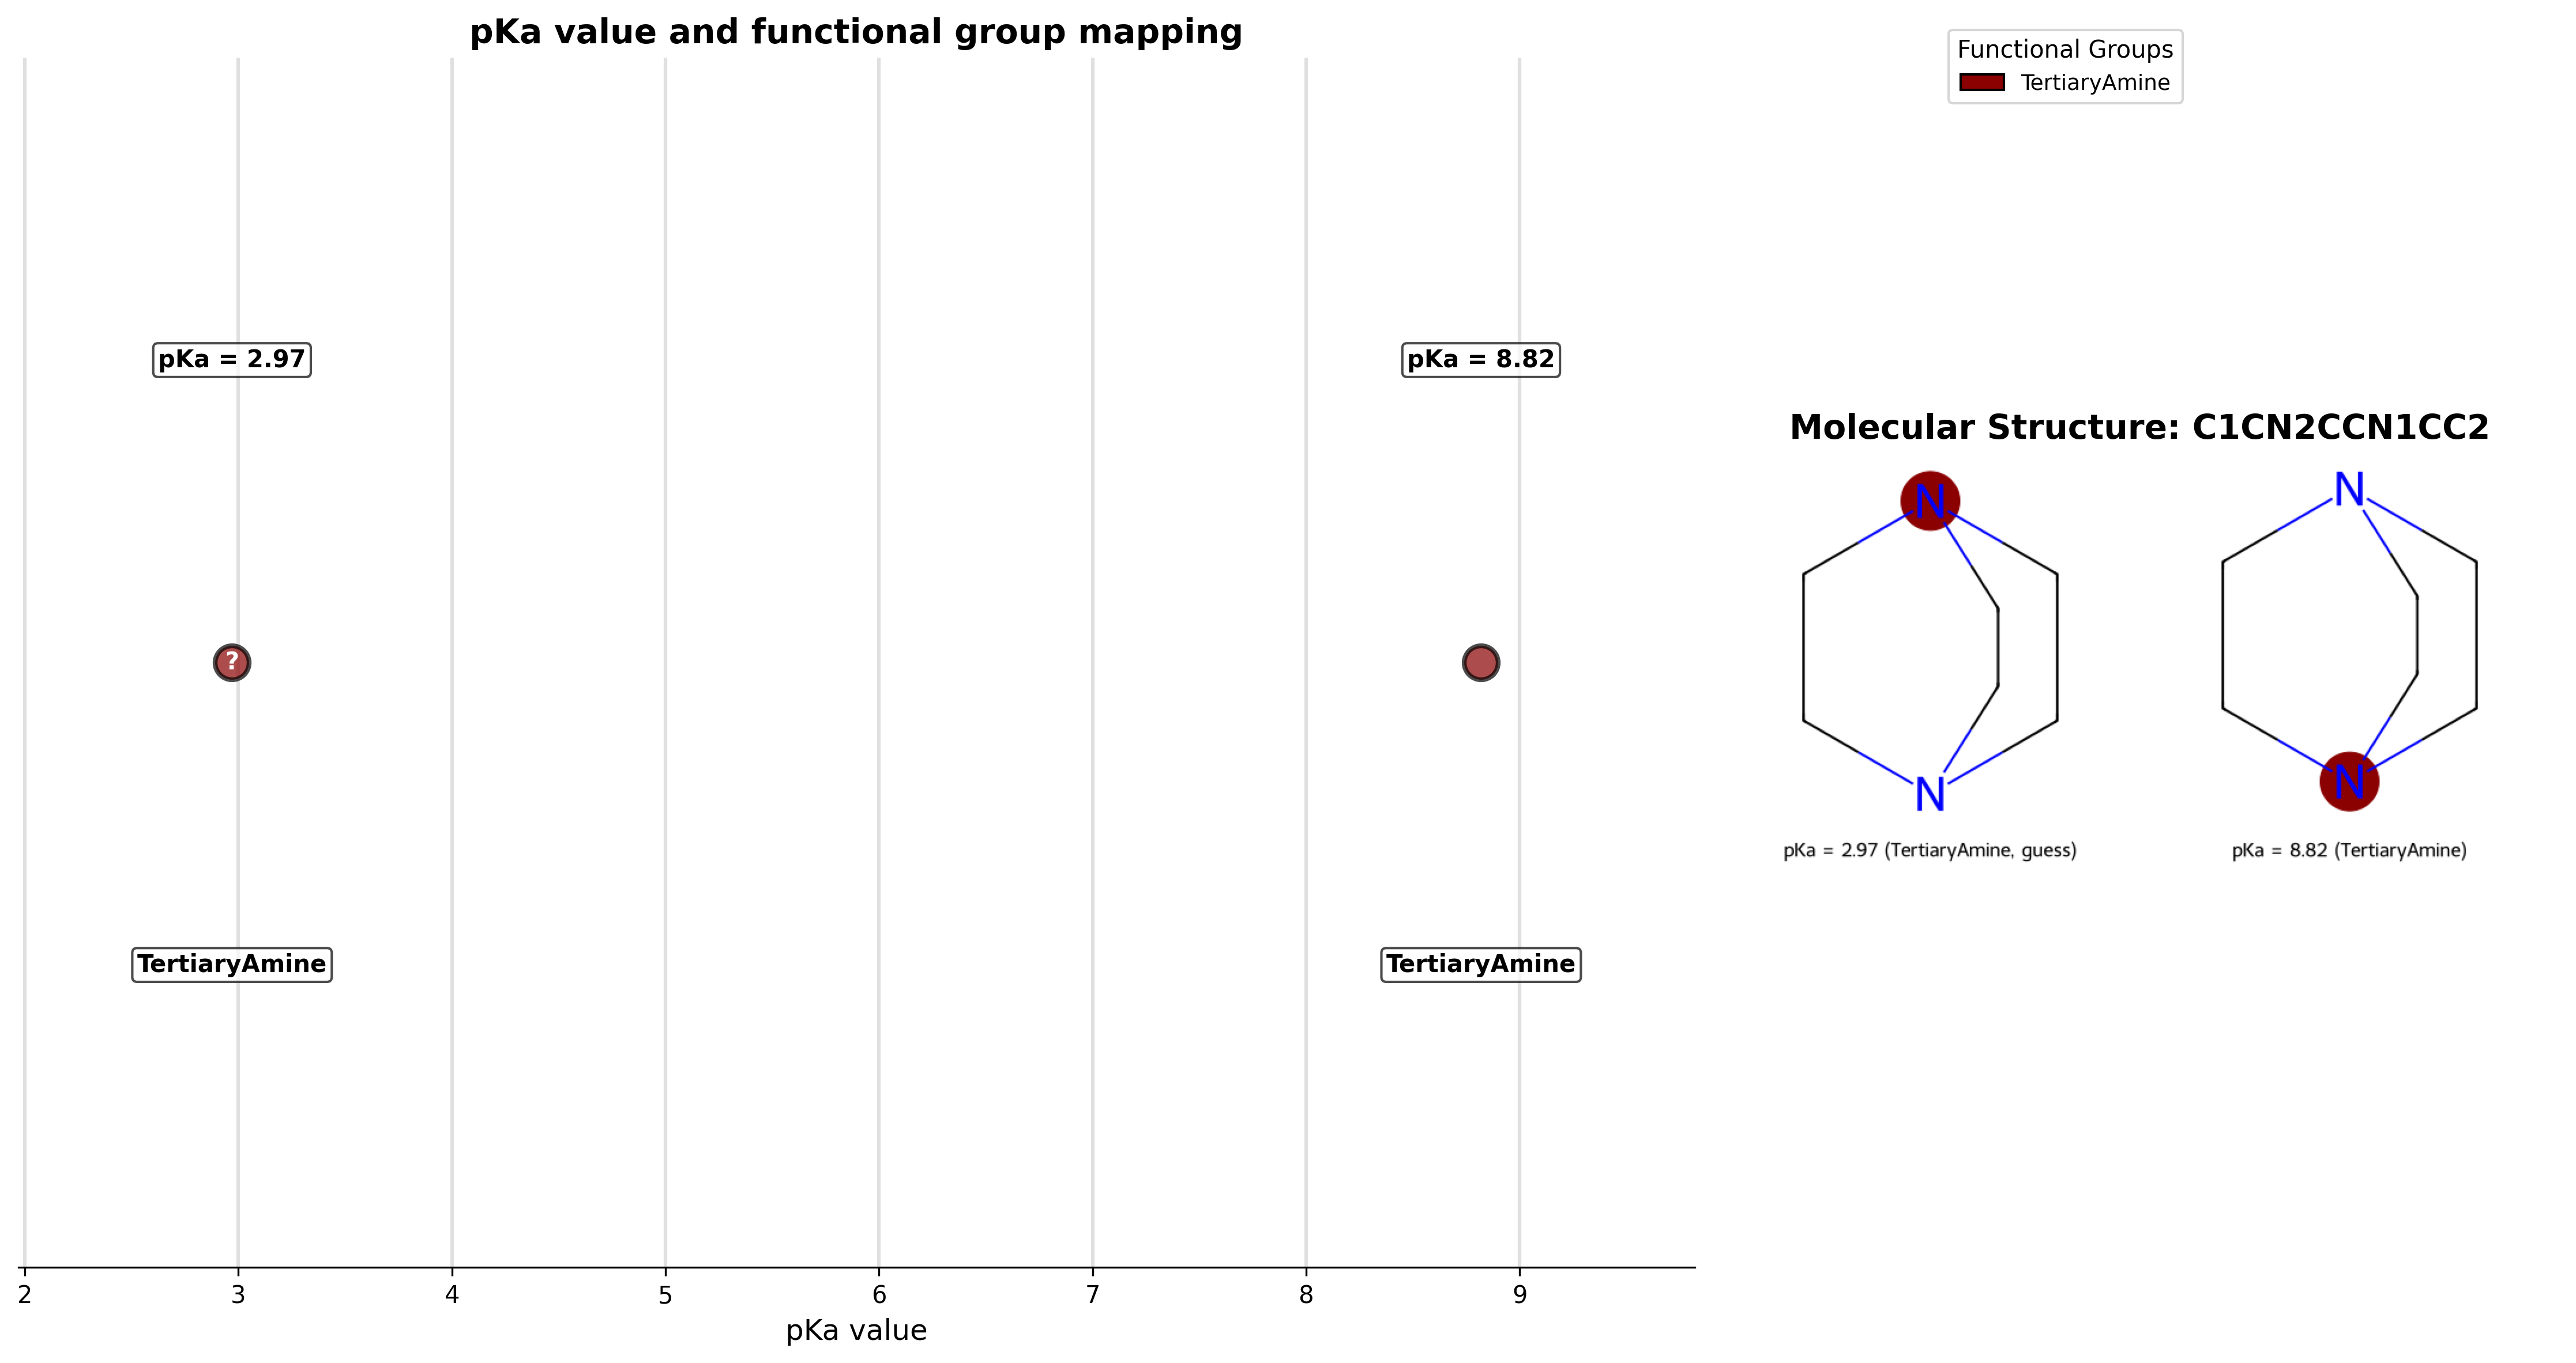 pKa value and functional group mapping
Functional Groups
TertiaryAmine
pKa = 2.97
pKa = 8.82
?
TertiaryAmine
TertiaryAmine
2 3 4 5 6 7 8 9
pKa value
Molecular Structure: C1CN2CCN1CC2
N
N
N
N
pKa = 2.97 (TertiaryAmine, guess)
pKa = 8.82 (TertiaryAmine)